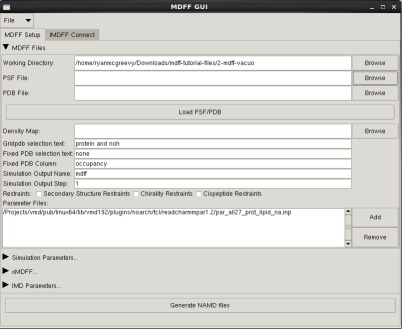 MDFF GUI
File
MDFF Setup IMDFF Connect
MDFF Files
Working Directory: /home/ryanmcgreevy/Downloads/mdff-tutorial-files/2-mdff-vacuo Browse
PSF File: Browse
PDB File: Browse
Load PSF/PDB
Density Map: Browse
Gridpdb selection text: protein and noh
Fixed PDB selection text: none
Fixed PDB Column: occupancy
Simulation Output Name: mdff
Simulation Output Step: 1
Restraints: Secondary Structure Restraints Chirality Restraints Cispeptide Restraints
Parameter Files:
/Projects/vmd/pub/linux64/lib/vmd192/plugins/noarch/tcl/readcharmmpar1.2/par_all27_prot_lipid_na.inp
Add
Remove
Simulation Parameters...
xMDFF...
IMD Parameters...
Generate NAMD files